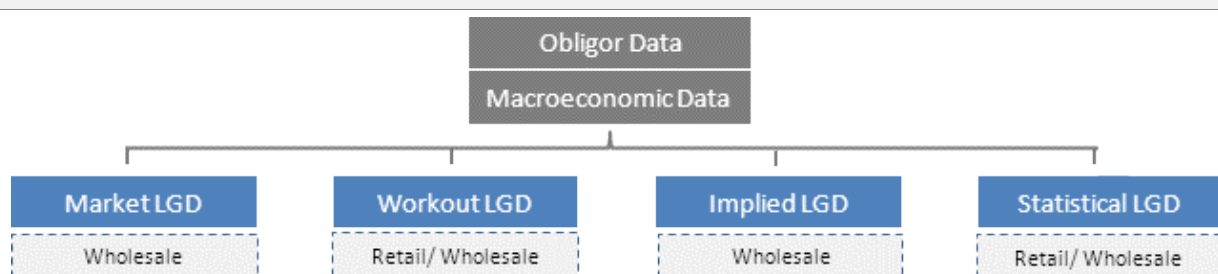 Obligor Data
Macroeconomic Data
Market LGD
Workout LGD
Implied LGD
Statistical LGD
Wholesale
Retail/ Wholesale
Wholesale
Retail/ Wholesale